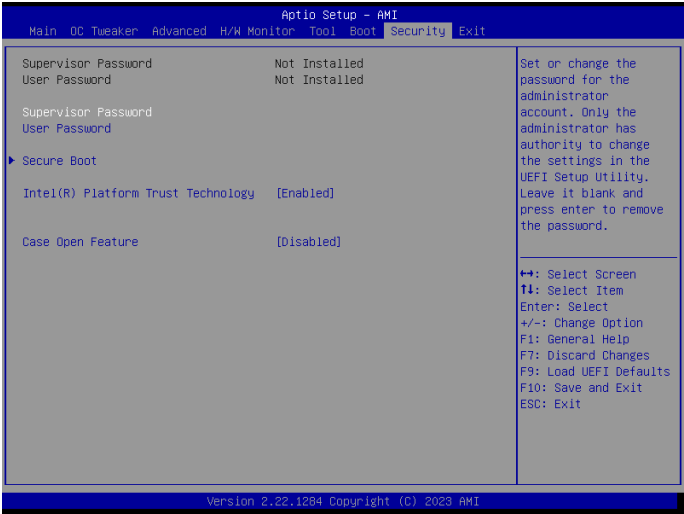 Aptio Setup - AMI
Main OC Tweaker Advanced H/W Monitor Tool Boot Security Exit
Supervisor Password Not Installed
User Password Not Installed
Supervisor Password
User Password
Secure Boot
Intel(R) Platform Trust Technology [Enabled]
Case Open Feature [Disabled]
Set or change the
password for the
administrator
account. Only the
administrator has
authority to change
the settings in the
UEFI Setup Utility.
Leave it blank and
press enter to remove
the password.
↔: Select Screen
↑↓: Select Item
Enter: Select
+/-: Change Option
F1: General Help
F7: Discard Changes
F9: Load UEFI Defaults
F10: Save and Exit
ESC: Exit
Version 2.22.1284 Copyright (C) 2023 AMI